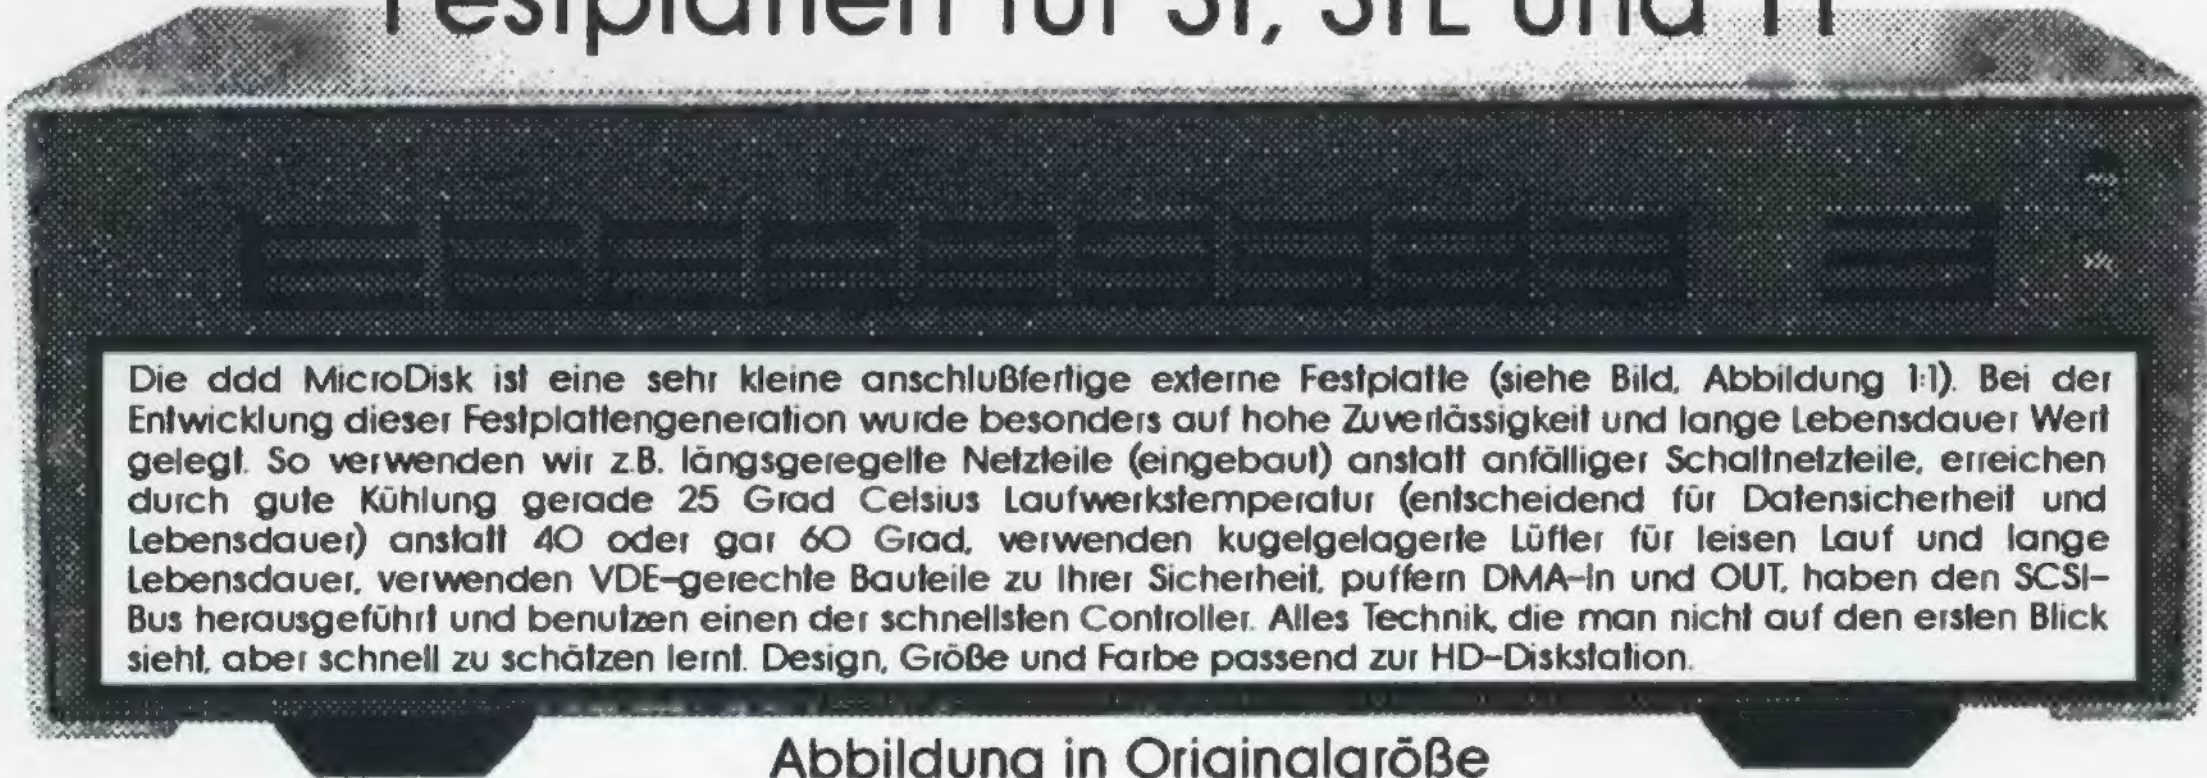 Festplatten für ST, STE und TT
Die ddd MicroDisk ist eine sehr kleine anschlußfertige externe Festplatte (siehe Bild, Abbildung 1:1). Bei der
Entwicklung dieser Festplattengeneration wurde besonders auf hohe Zuverlässigkeit und lange Lebensdauer Wert
gelegt. So verwenden wir z.B. längsgeregelte Netzteile (eingebaut) anstatt anfälliger Schaltnetzteile, erreichen
durch gute Kühlung gerade 25 Grad Celsius Laufwerkstemperatur (entscheidend für Datensicherheit und
Lebensdauer) anstatt 40 oder gar 60 Grad, verwenden kugelgelagerte Lüfter für leisen Lauf und lange
Lebensdauer, verwenden VDE-gerechte Bauteile zu Ihrer Sicherheit, puffern DMA-In und OUT, haben den SCSI-
Bus herausgeführt und benutzen einen der schnellsten Controller. Alles Technik, die man nicht auf den ersten Blick
sieht, aber schnell zu schätzen lernt. Design, Größe und Farbe passend zur HD-Diskstation.
Abbildung in Originalgröße